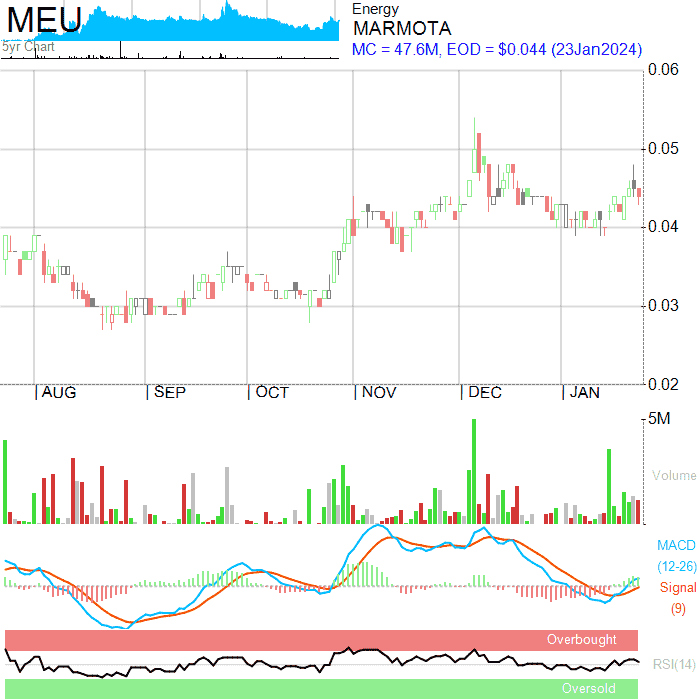 MEU
5yr Chart
Energy
MARMOTA
MC = 47.6M, EOD = $0.044 (23Jan2024)
0.06
0.05
0.04
0.03
0.02
|AUG |SEP |OCT |NOV |DEC |JAN
5M
Volume
MACD
(12-26)
Signal
(9)
Overbought
RSI(14)
Oversold